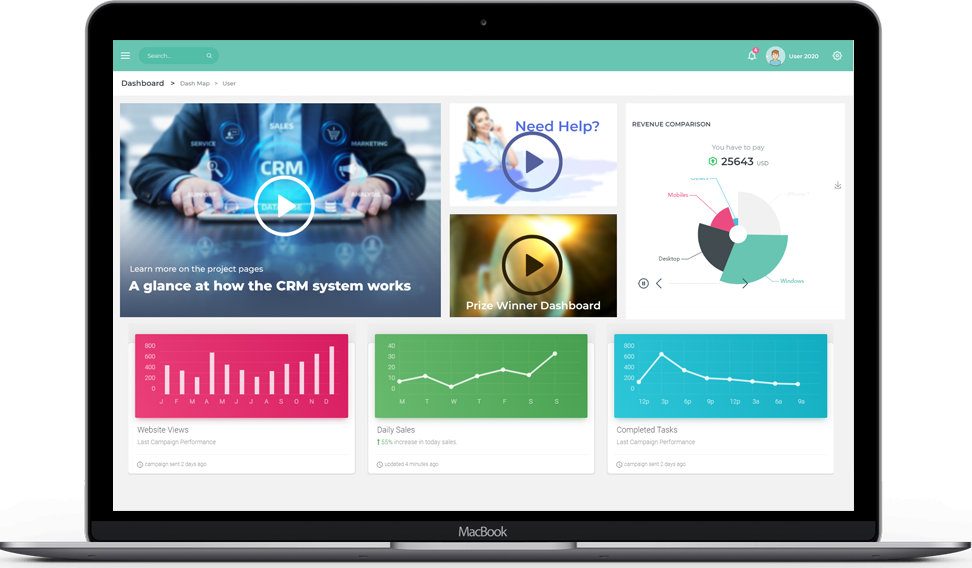 Search...
4
User 2020
Dashboard > Dash Map > User
SALES
SERVICE
MARKETING
CRM
SUPPORT
DATABASE
Learn more on the project pages
A glance at how the CRM system works
Need Help?
Prize Winner Dashboard
REVENUE COMPARISON
You have to pay
25643 USD
Mobiles
Desktop
Windows
800
600
400
200
0
J F M A M J J A S O N D
Website Views
Last Campaign Performance
campaign sent 2 days ago
40
30
20
10
0
M T W T F S S
Daily Sales
55% increase in today sales.
updated 4 minutes ago
800
600
400
200
0
12p 3p 6p 9p 12p 3a 6a 9a
Completed Tasks
Last Campaign Performance
campaign sent 2 days ago
MacBook